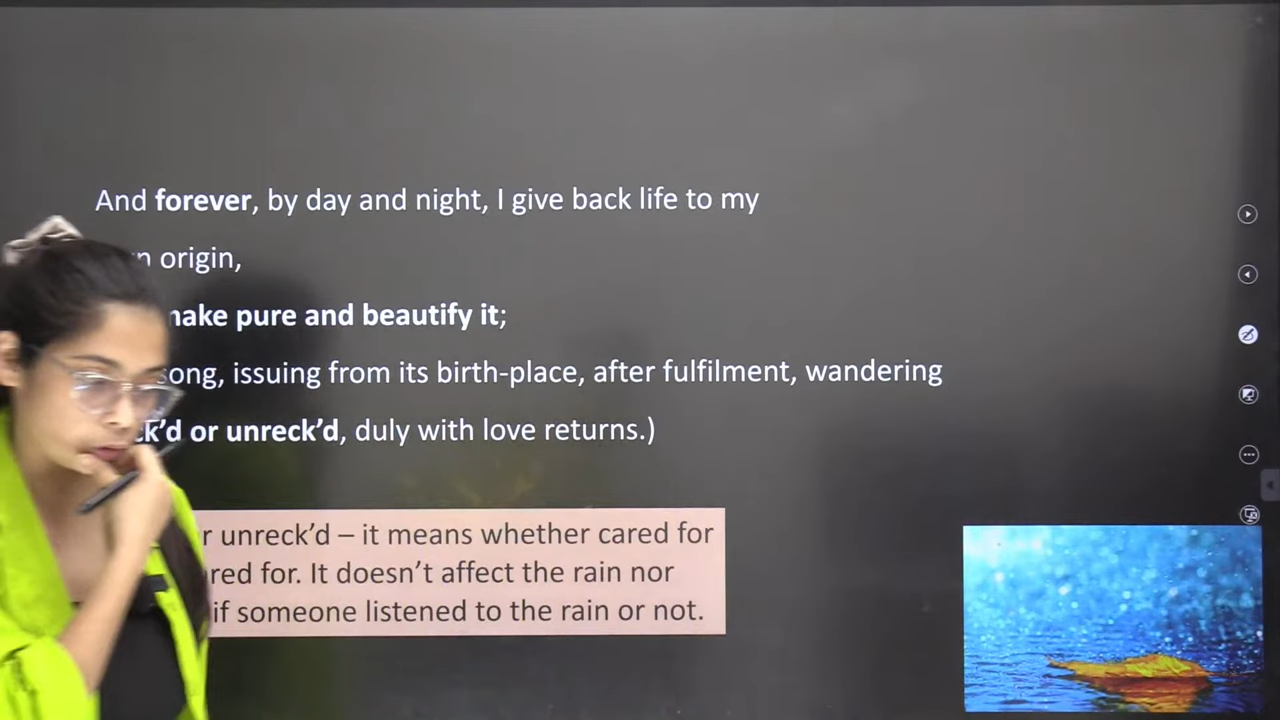 And forever, by day and night, I give back life to my
origin,
make pure and beautify it;
song, issuing from its birth-place, after fulfilment, wandering
or unreck’d, duly with love returns.)
unreck’d – it means whether cared for
for. It doesn’t affect the rain nor
if someone listened to the rain or not.